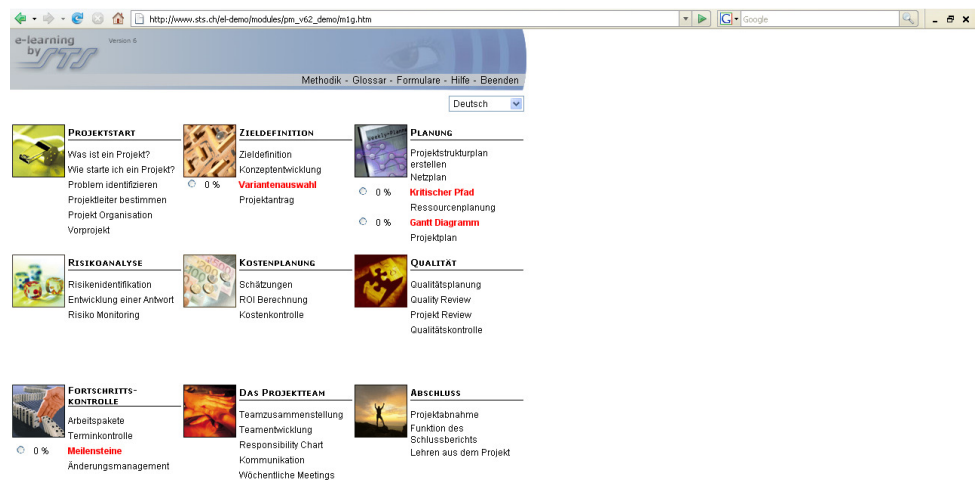 http://www.sts.ch/el-demo/modules/pm_v62_demo/m1g.htm
Google
e-learning
by STS
Version 6
Methodik - Glossar - Formulare - Hilfe - Beenden
Deutsch
PROJEKTSTART
Was ist ein Projekt?
Wie starte ich ein Projekt?
Problem identifizieren
Projektleiter bestimmen
Projekt Organisation
Vorprojekt
ZIELDEFINITION
Zieldefinition
Konzeptentwicklung
0 % Variantenauswahl
Projektantrag
PLANUNG
Projektstrukturplan
erstellen
Netzplan
0 % Kritischer Pfad
Ressourcenplanung
0 % Gantt Diagramm
Projektplan
RISIKOANALYSE
Risikenidentifikation
Entwicklung einer Antwort
Risiko Monitoring
KOSTENPLANUNG
Schätzungen
ROI Berechnung
Kostenkontrolle
QUALITÄT
Qualitätsplanung
Quality Review
Projekt Review
Qualitätskontrolle
FORTSCHRITTS-
KONTROLLE
Arbeitspakete
Terminkontrolle
0 % Meilensteine
Änderungsmanagement
DAS PROJEKTTEAM
Teamzusammenstellung
Teamentwicklung
Responsibility Chart
Kommunikation
Wöchentliche Meetings
ABSCHLUSS
Projektabnahme
Funktion des
Schlussberichts
Lehren aus dem Projekt